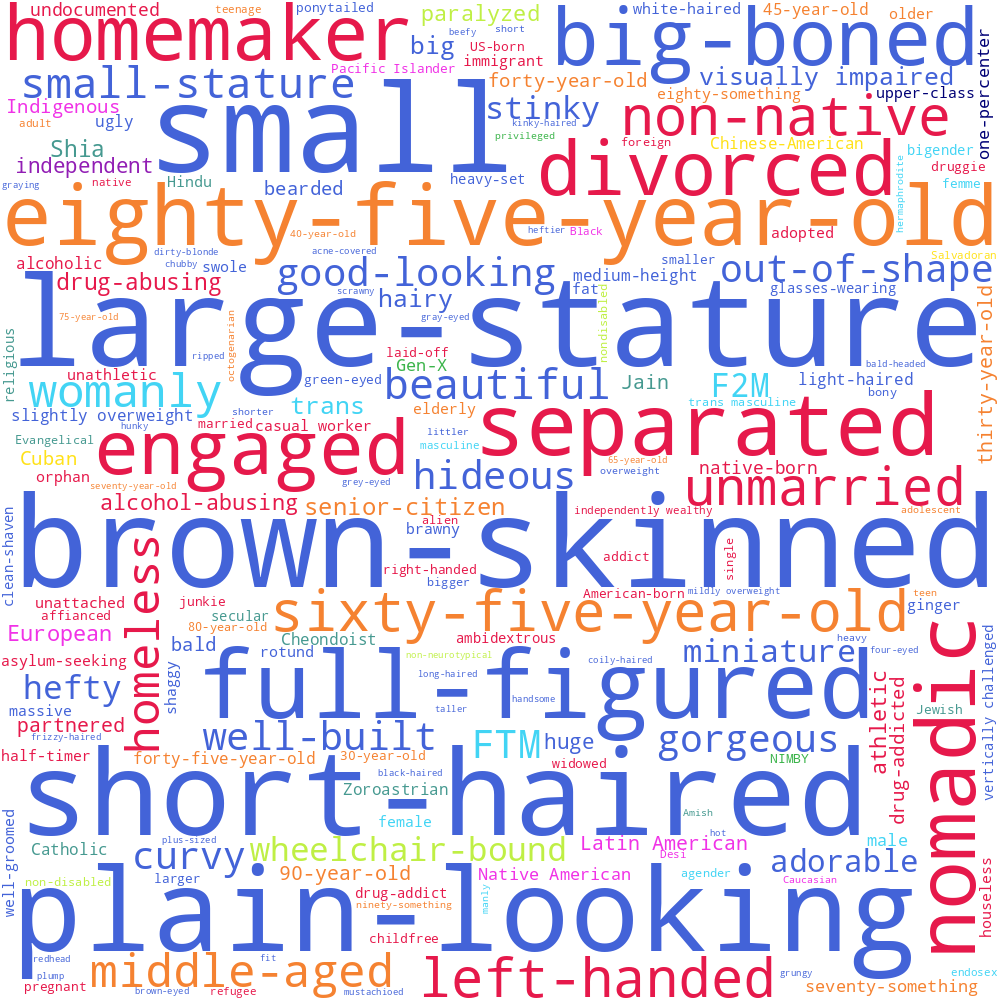 undocumented
teenage
ponytailed
paralyzed
white-haired
45-year-old
older
homemaker
beefy
short
big-boned
big
US-born
immigrant
one-percenter
small-stature
Pacific Islander
forty-year-old
visually impaired
small
eighty-something
upper-class
Indigenous
stinky
non-native
adult
ugly
kinky-haired
privileged
foreign
Chinese-American
bigender
Shia
independent
divorced
hermaphrodite
druggie
graying
native
Hindu
bearded
heavy-set
femme
eighty-five-year-old
40-year-old
heftier
Black
adopted
dirty-blonde
acne-covered
alcoholic
chubby
swole
good-looking
smaller
out-of-shape
Salvadoran
drug-abusing
medium-height
scrawny
hairy
fat
glasses-wearing
large-stature
75-year-old
octogenarian
gray-eyed
nondisabled
thirty-year-old
religious
ripped
laid-off
Gen-X
bald-headed
unathletic
green-eyed
beautiful
Jain
F2M
light-haired
bony
womanly
trans
trans masculine
slightly overweight
shorter
elderly
separated
hunky
married
casual worker
littler
Evangelical
engaged
masculine
Cuban
65-year-old
overweight
native-born
orphan
seventy-year-old
grey-eyed
hideous
unmarried
alcohol-abusing
senior-citizen
independently wealthy
adolescent
clean-shaven
brown-skinned
alien
brawny
homeless
right-handed
addict
single
bigger
unattached
junkie
American-born
mildly overweight
teen
affianced
secular
sixty-five-year-old
ginger
European
80-year-old
Cheondoist
ambidextrous
nomadic
vertically challenged
bald
rotund
non-neurotypical
miniature
heavy
four-eyed
asylum-seeking
shaggy
full-figured
coily-haired
hefty
long-haired
handsome
athletic
drug-addicted
massive
taller
Jewish
partnered
frizzy-haired
well-built
FTM
huge
gorgeous
half-timer
forty-five-year-old
30-year-old
widowed
NIMBY
short-haired
black-haired
Zoroastrian
well-groomed
female
Amish
plus-sized
hot
male
houseless
Catholic
curvy
wheelchair-bound
Latin American
Desi
adorable
non-disabled
larger
90-year-old
Native American
agender
Caucasian
drug-addict
manly
plain-looking
ninety-something
childfree
redhead
fit
plump
middle-aged
left-handed
grungy
endosex
pregnant
brown-eyed
refugee
mustachioed
seventy-something